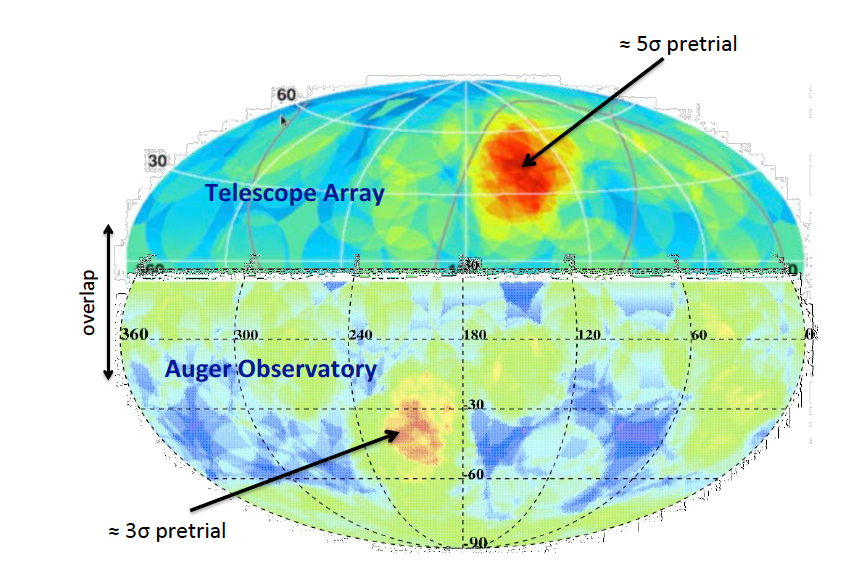 ≈ 5σ pretrial
60
30
Telescope Array
overlap
360 300 240 180 120 60 0
Auger Observatory
-30
-60
≈ 3σ pretrial
-90